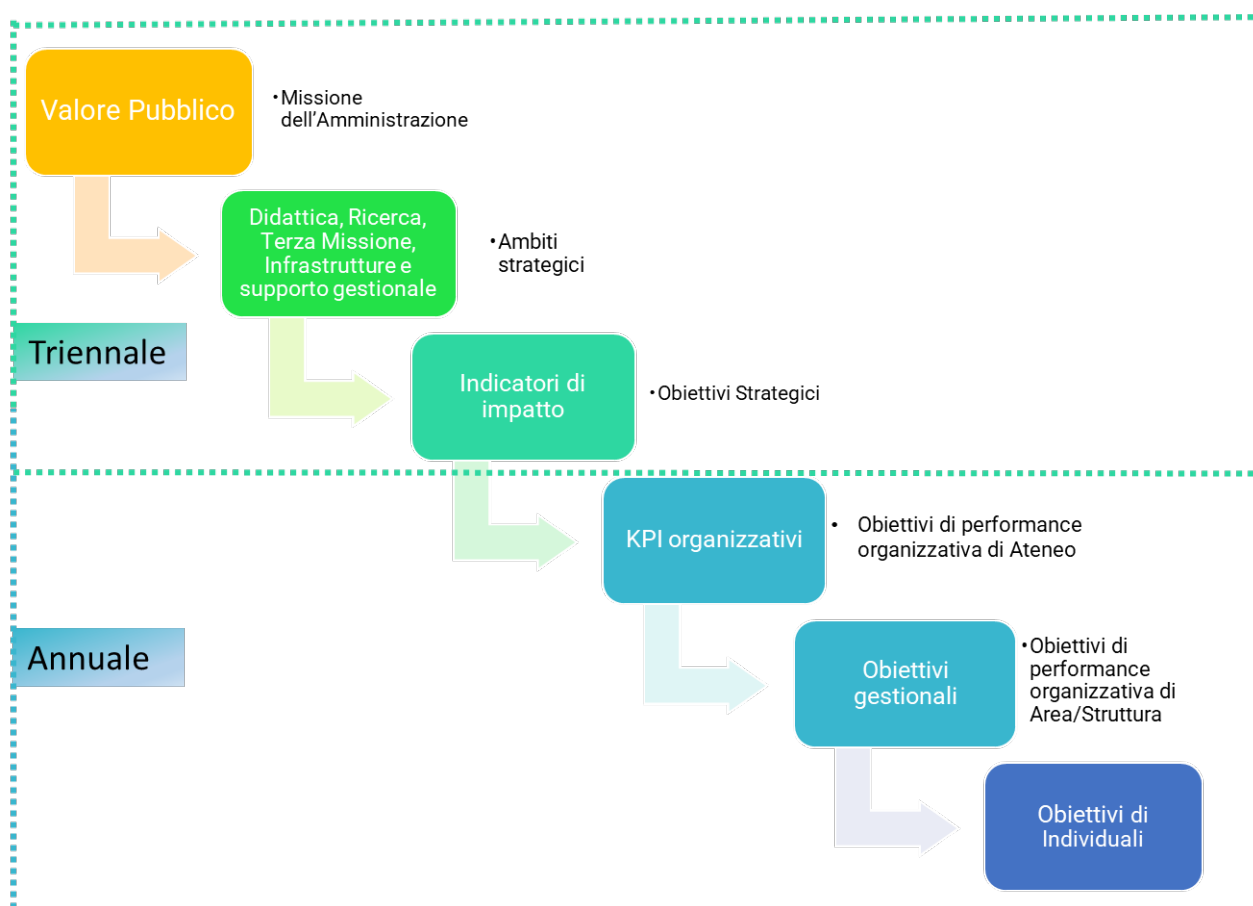 Valore Pubblico
•Missione
dell’Amministrazione
Didattica, Ricerca,
Terza Missione,
Infrastrutture e
supporto gestionale
•Ambiti
strategici
Triennale
Indicatori di
impatto
•Obiettivi Strategici
KPI organizzativi
• Obiettivi di performance
organizzativa di Ateneo
Annuale
Obiettivi
gestionali
•Obiettivi di
performance
organizzativa di
Area/Struttura
Obiettivi di
Individuali